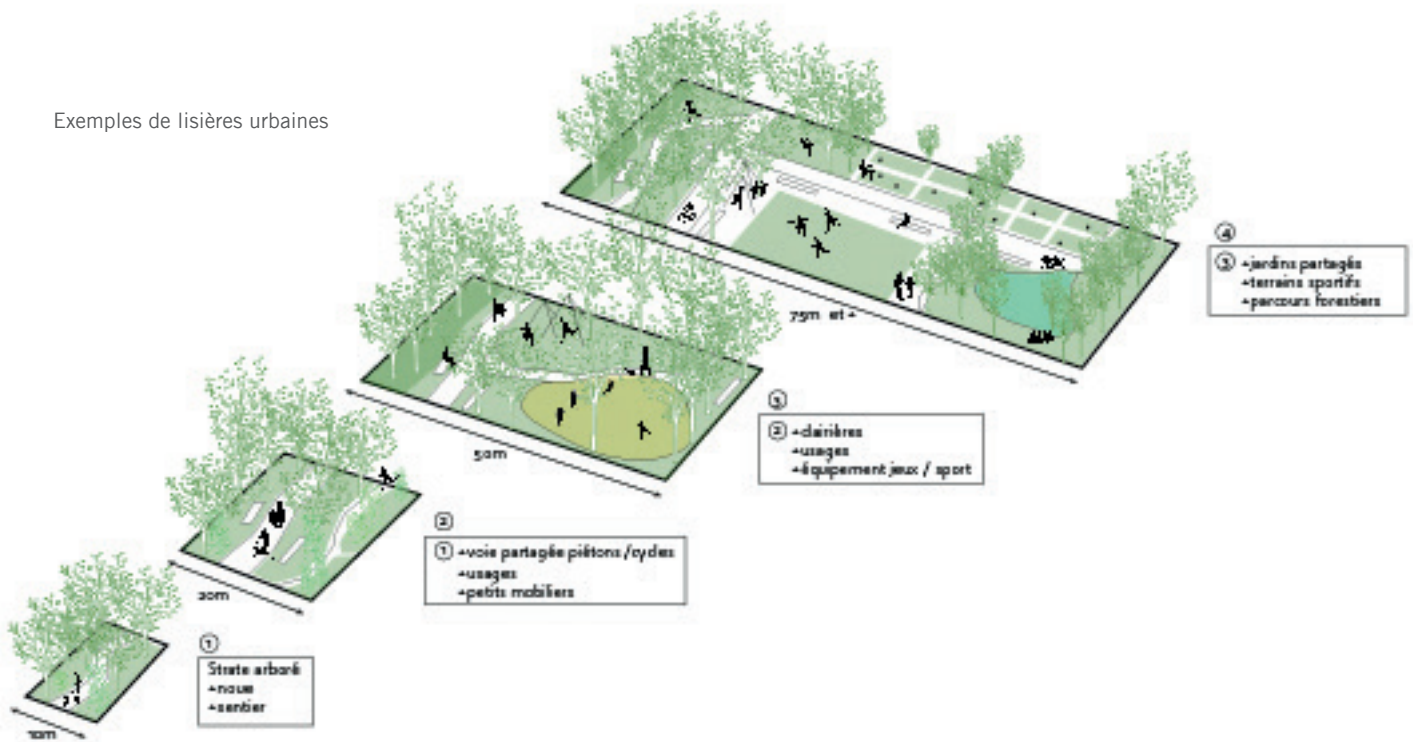 Exemples de lisières urbaines
④
③ +jardins partagés
+terrains sportifs
+parcours forestiers
75m et +
③
② +clairières
+usages
+équipement jeux / sport
50m
②
① +voie partagée piétons /cycles
+usages
+petits mobiliers
20m
①
Strate arboré
+noue
+sentier
10m